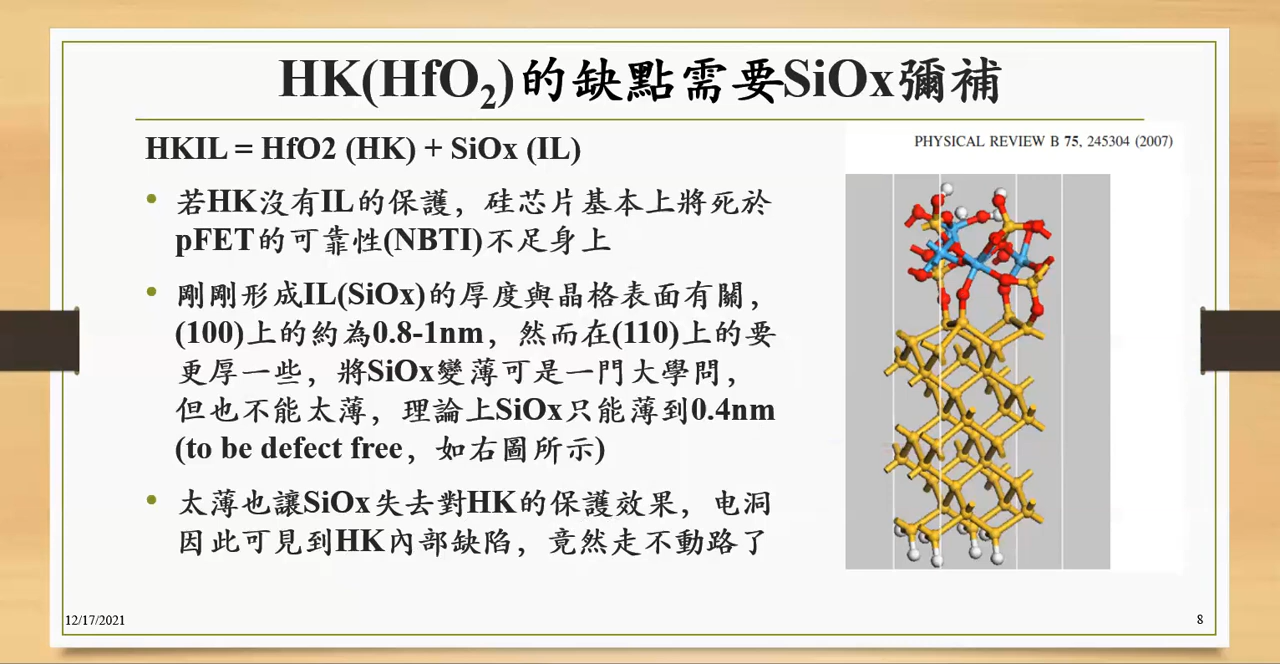 HK(HfO₂)的缺點需要SiOx彌補
PHYSICAL REVIEW B 75, 245304 (2007)
HKIL = HfO2 (HK) + SiOx (IL)
• 若HK沒有IL的保護，硅芯片基本上將死於
pFET的可靠性(NBTI)不足身上
• 剛剛形成IL(SiOx)的厚度與晶格表面有關，
(100)上的約為0.8-1nm，然而在(110)上的要
更厚一些，將SiOx變薄可是一門大學問，
但也不能太薄，理論上SiOx只能薄到0.4nm
(to be defect free，如右圖所示)
• 太薄也讓SiOx失去對HK的保護效果，电洞
因此可見到HK內部缺陷，竟然走不動路了
12/17/2021
8